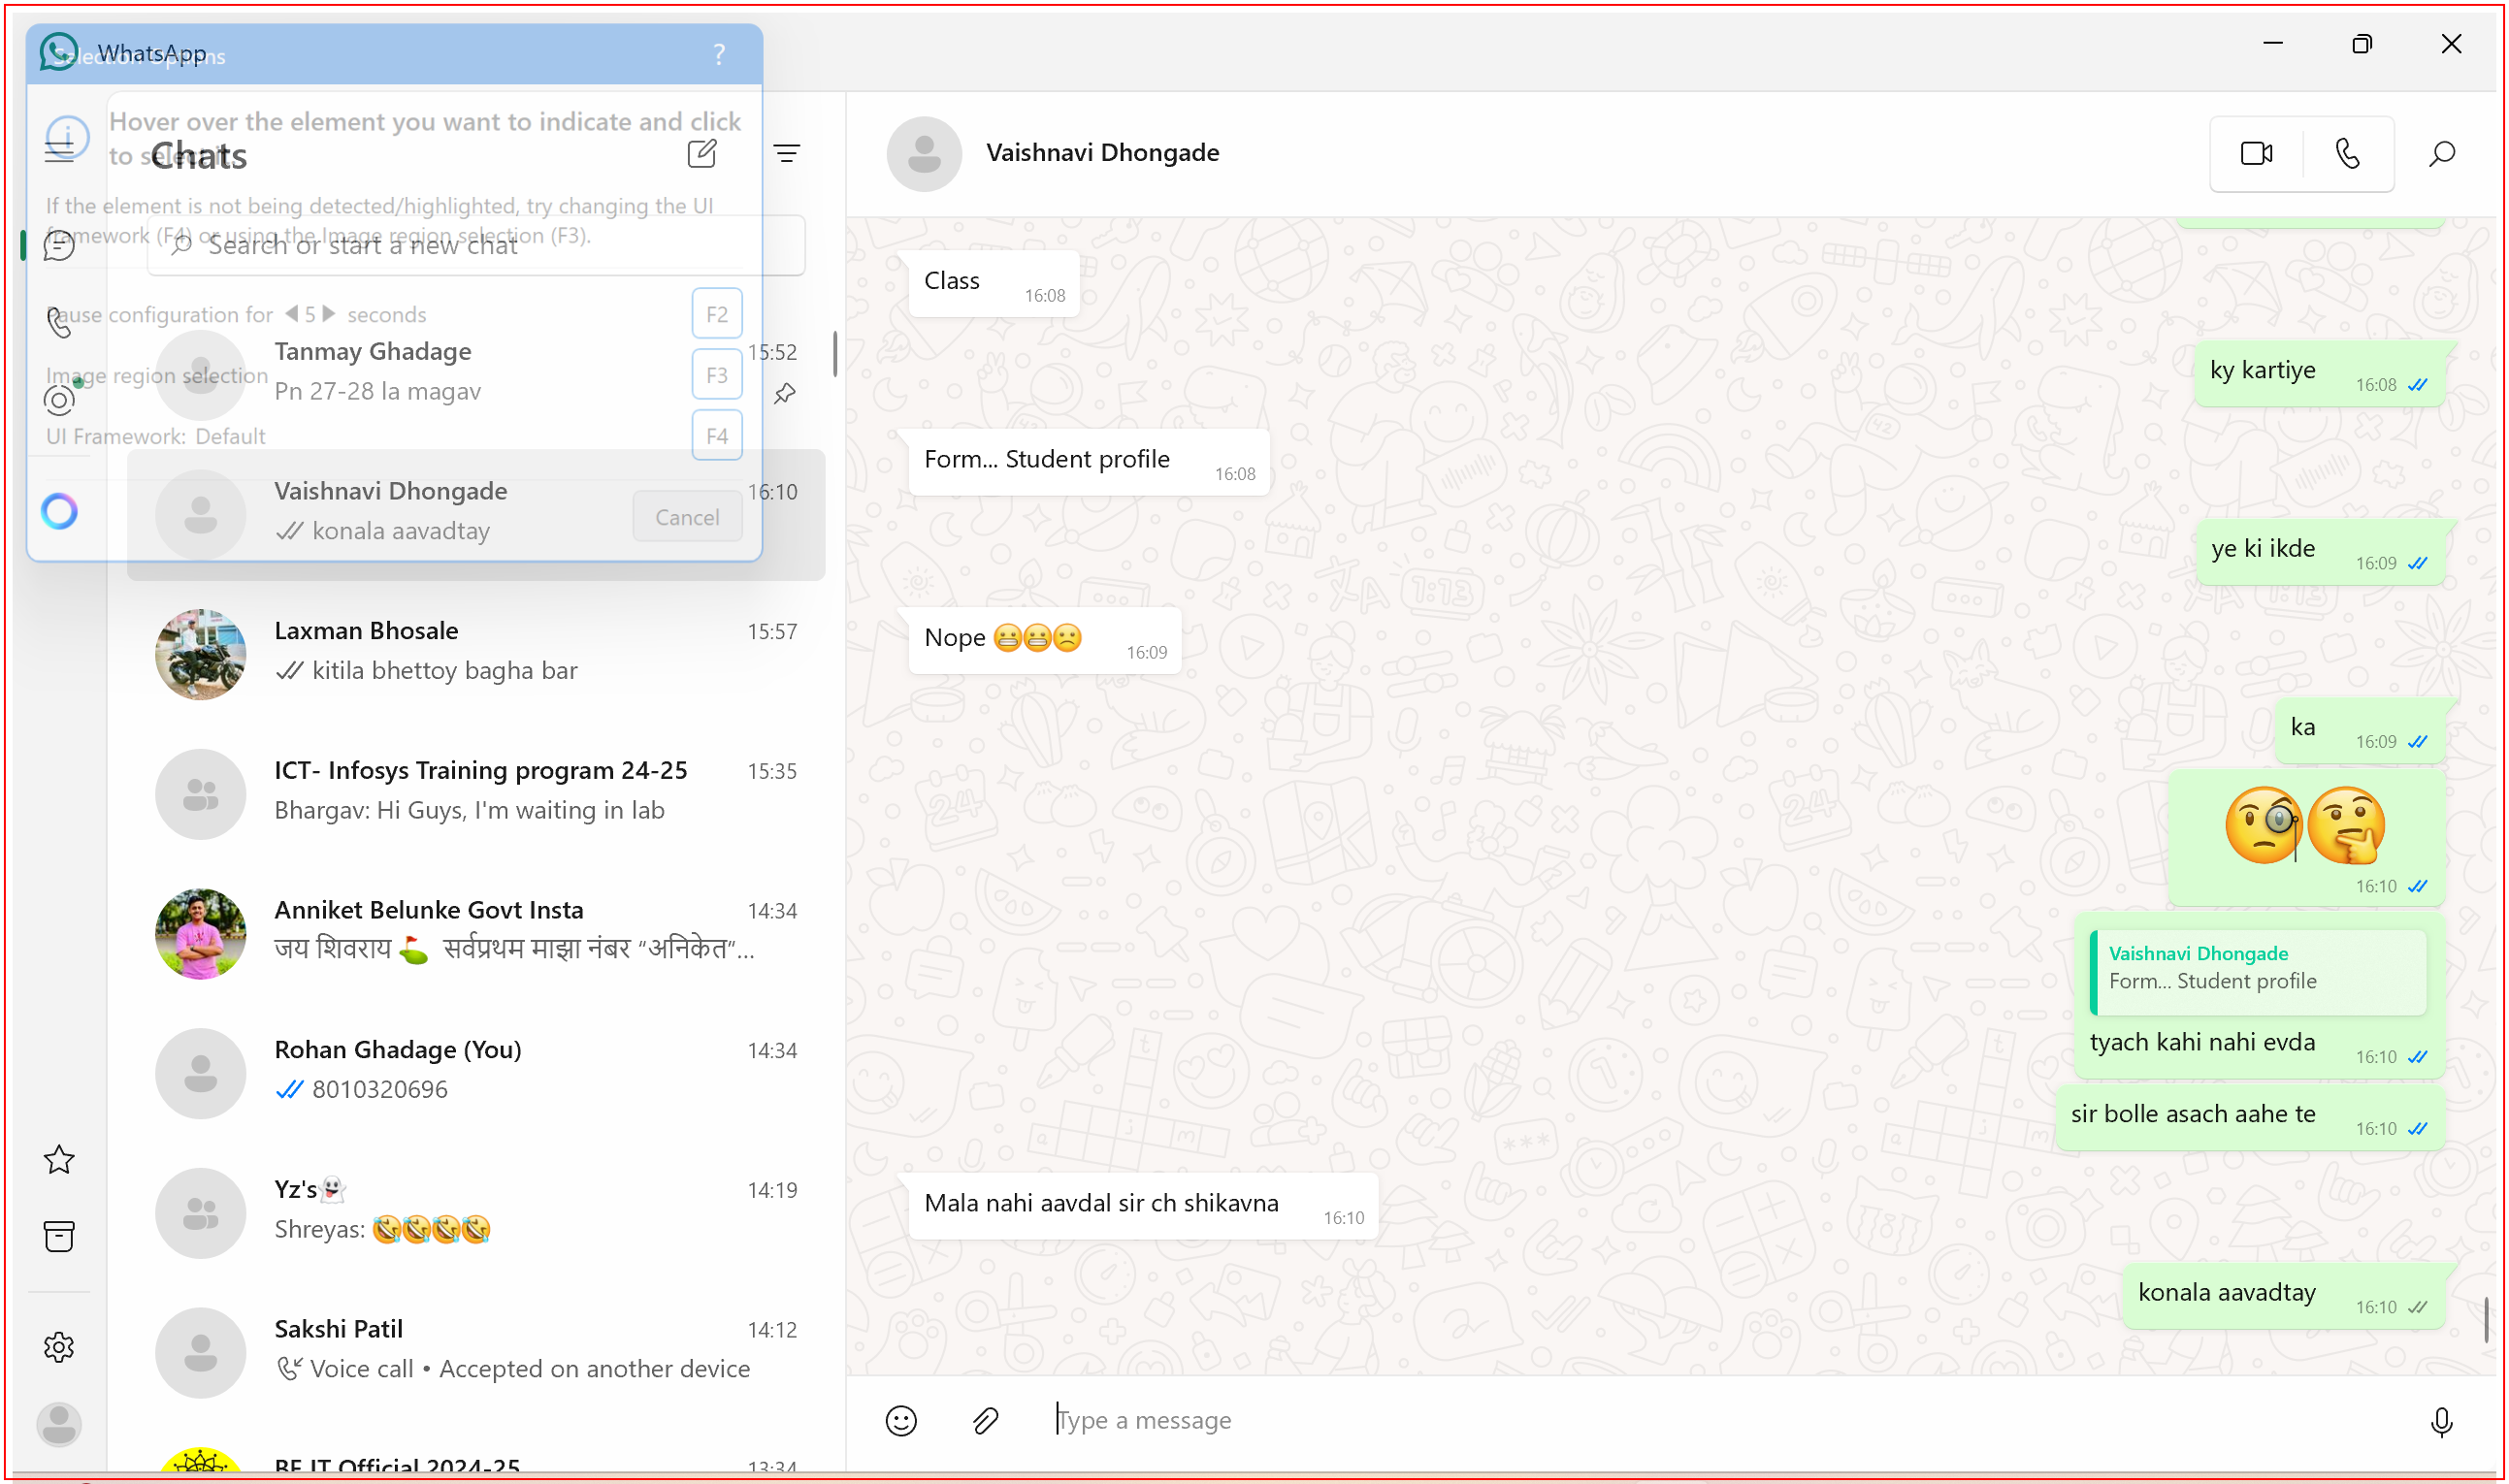 WhatsApp
Selection Options
?
Hover over the element you want to indicate and click
to select it.
Chats
If the element is not being detected/highlighted, try changing the UI
framework (F4) or using the Image region selection (F3).
Search or start a new chat
Pause configuration for 5 seconds
F2
Tanmay Ghadage
15:52
Image region selection
F3
Pn 27-28 la magav
UI Framework: Default
F4
Vaishnavi Dhongade
16:10
konala aavadtay
Cancel
Laxman Bhosale
15:57
kitila bhettoy bagha bar
ICT- Infosys Training program 24-25
15:35
Bhargav: Hi Guys, I'm waiting in lab
Anniket Belunke Govt Insta
14:34
जय शिवराय ⛳ सर्वप्रथम माझा नंबर “अनिकेत“...
Rohan Ghadage (You)
14:34
8010320696
Yz's👻
14:19
Shreyas: 🤣🤣🤣🤣
Sakshi Patil
14:12
Voice call • Accepted on another device
BE IT Official 2024-25
13:34
Vaishnavi Dhongade
Class
16:08
ky kartiye
16:08
Form... Student profile
16:08
ye ki ikde
16:09
Nope 😬😬🙁
16:09
ka
16:09
🧐🤔
16:10
Vaishnavi Dhongade
Form... Student profile
tyach kahi nahi evda
16:10
sir bolle asach aahe te
16:10
Mala nahi aavdal sir ch shikavna
16:10
konala aavadtay
16:10
Type a message